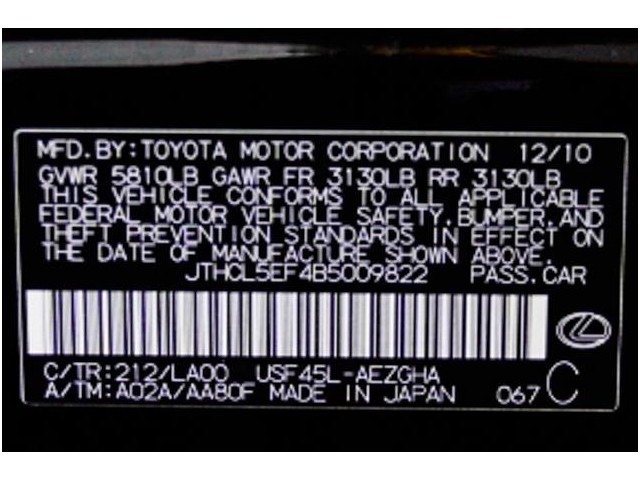 MFD.BY:TOYOTA MOTOR CORPORATION 12/10
GVWR 5810LB GAWR FR 3130LB RR 3130LB
THIS VEHICLE CONFORMS TO ALL APPLICABLE
FEDERAL MOTOR VEHICLE SAFETY,BUMPER,AND
THEFT PREVENTION STANDARDS IN EFFECT ON
THE DATE OF MANUFACTURE SHOWN ABOVE.
JTHCL5EF4B5009822 PASS.CAR
C/TR:212/LA00 USF45L-AEZGHA
A/TM:A02A/AA80F MADE IN JAPAN 067 C